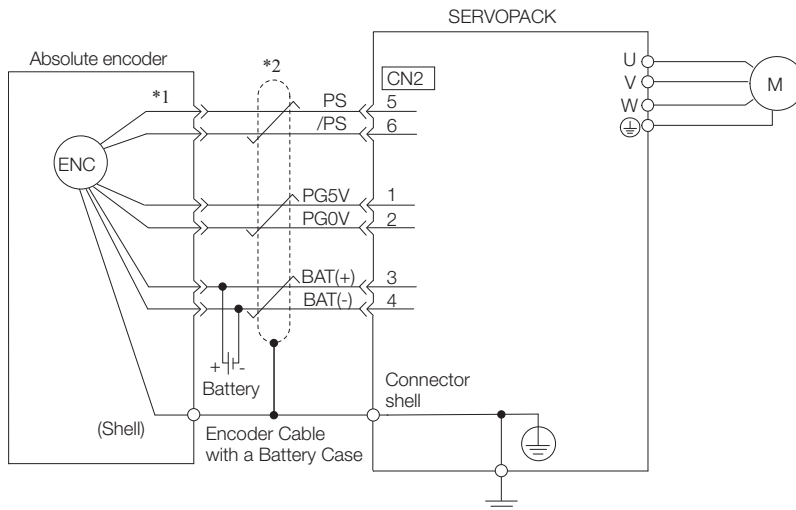 SERVOPACK
Absolute encoder
*2
CN2
*1
PS
5
/PS
6
ENC
PG5V
1
PG0V
2
BAT(+)
3
BAT(-)
4
+
-
Battery
Connector
shell
(Shell)
Encoder Cable
with a Battery Case
U
V
W
M